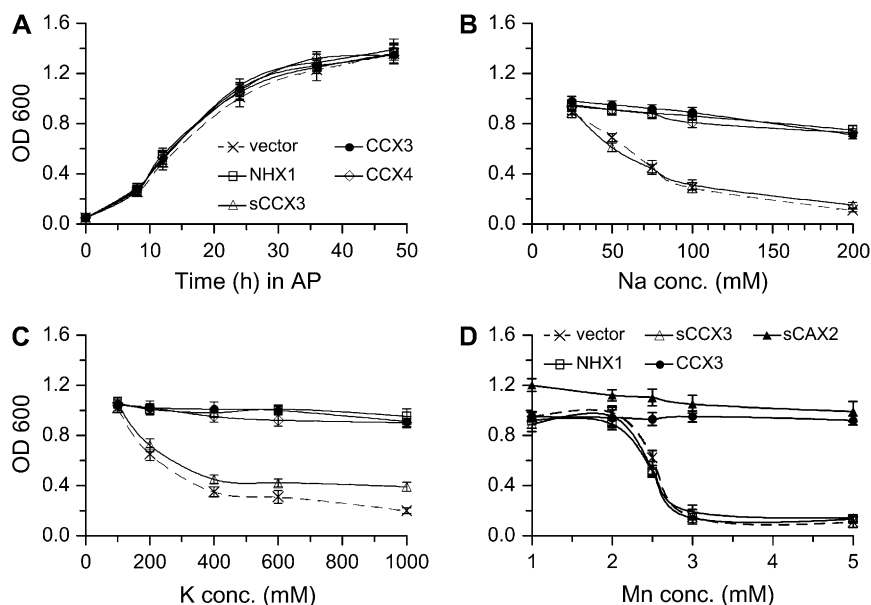 A
OD 600
1.6
1.2
0.8
0.4
0.0
vector
CCX3
NHX1
CCX4
sCCX3
0 10 20 30 40 50
Time (h) in AP
B
1.6
1.2
0.8
0.4
0.0
0 50 100 150 200
Na conc. (mM)
C
OD 600
1.6
1.2
0.8
0.4
0.0
0 200 400 600 800 1000
K conc. (mM)
D
1.6
1.2
0.8
0.4
0.0
vector sCCX3 sCAX2
NHX1 CCX3
1 2 3 4 5
Mn conc. (mM)